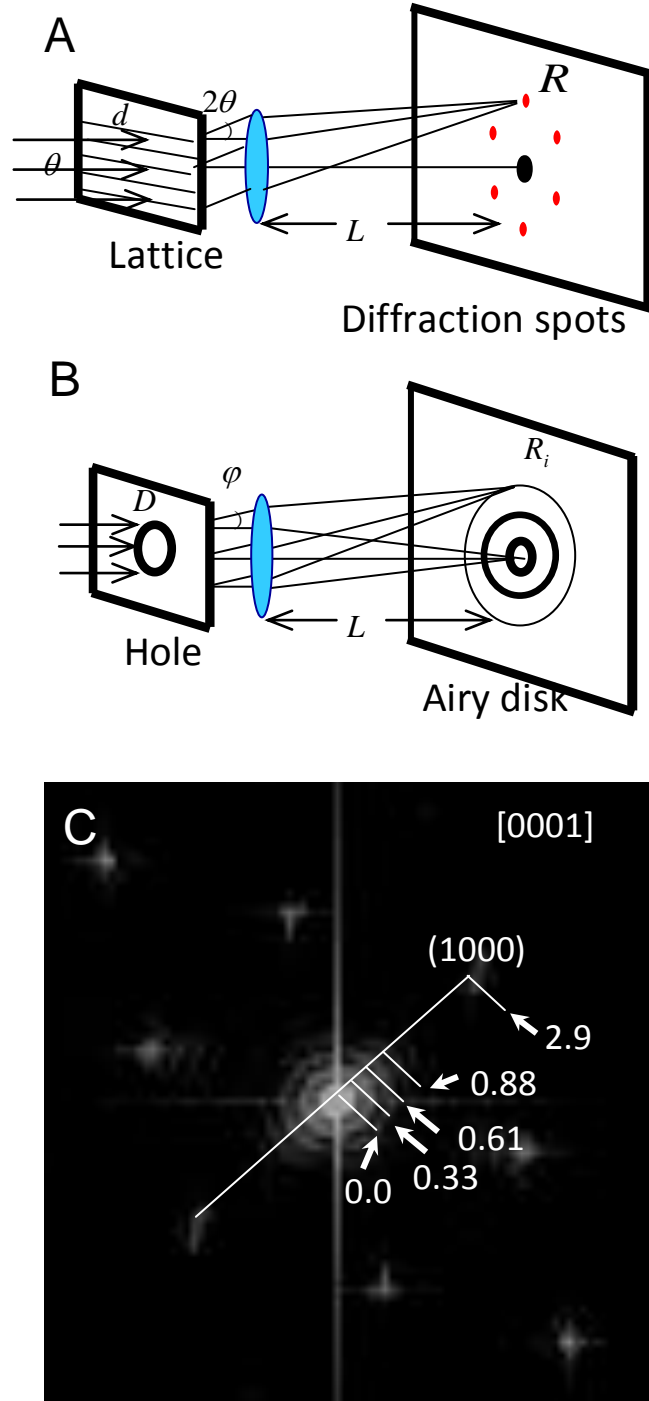 A
2θ
d
R
θ
L
Lattice
Diffraction spots
B
R_i
φ
D
L
Hole
Airy disk
C
[0001]
(1000)
2.9
0.88
0.61
0.33
0.0